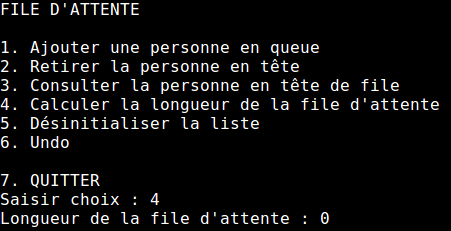 FILE D'ATTENTE
1. Ajouter une personne en queue
2. Retirer la personne en tête
3. Consulter la personne en tête de file
4. Calculer la longueur de la file d'attente
5. Désinitialiser la liste
6. Undo
7. QUITTER
Saisir choix : 4
Longueur de la file d'attente : 0